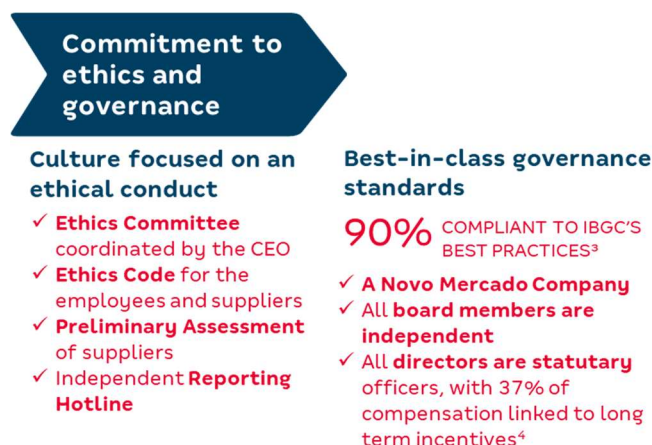 Commitment to
ethics and
governance
Culture focused on an
ethical conduct
✓ Ethics Committee
coordinated by the CEO
✓ Ethics Code for the
employees and suppliers
✓ Preliminary Assessment
of suppliers
✓ Independent Reporting
Hotline
Best-in-class governance
standards
90% COMPLIANT TO IBGC'S
BEST PRACTICES³
✓ A Novo Mercado Company
✓ All board members are
independent
✓ All directors are statutary
officers, with 37% of
compensation linked to long
term incentives⁴